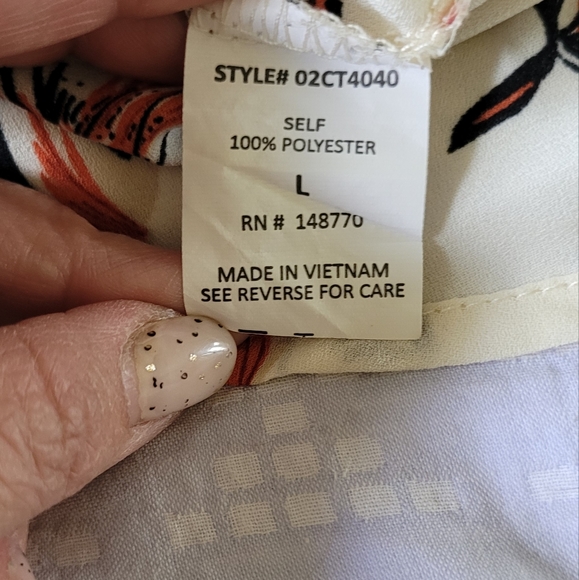 STYLE# 02CT4040
SELF
100% POLYESTER
L
RN # 148770
MADE IN VIETNAM
SEE REVERSE FOR CARE